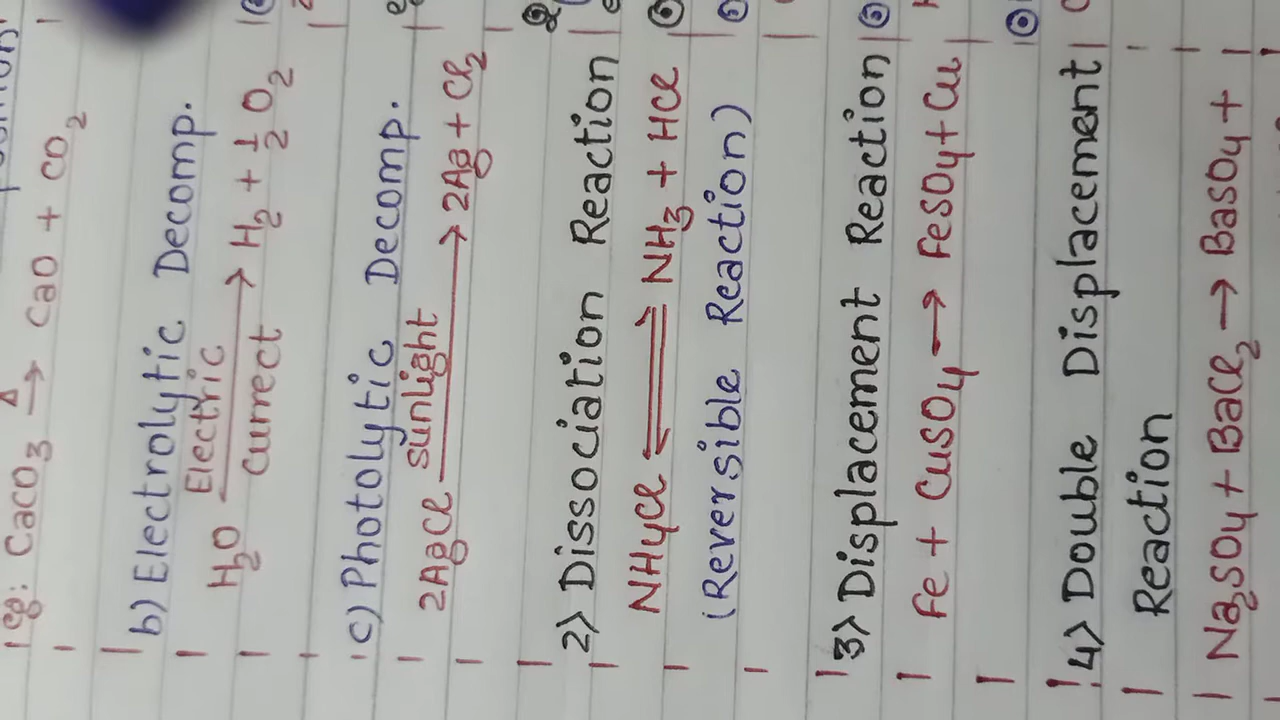 eg: CaCO3 Δ→ CaO + CO2
b) Electrolytic Decomp.
Electric
H2O → H2 + 1/2 O2
Currect
c) Photolytic Decomp.
sunlight
2AgCl → 2Ag + Cl2
2> Dissociation Reaction
NH4Cl ⇌ NH3 + HCl
(Reversible Reaction)
3> Displacement Reaction
Fe + CuSO4 → FeSO4 + Cu
4> Double Displacement
Reaction
Na2SO4 + BaCl2 → BaSO4 +